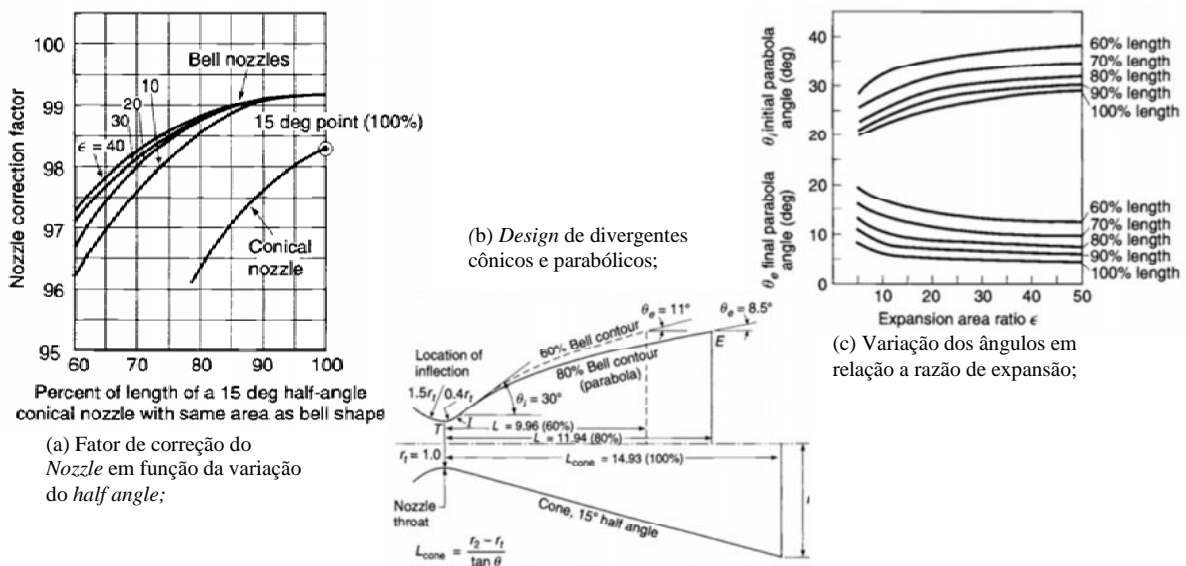 100
99
98
97
96
95
60
70
80
90
100
Nozzle correction factor
Bell nozzles
10
20
30
ϵ = 40
15 deg point (100%)
Conical
nozzle
Percent of length of a 15 deg half-angle
conical nozzle with same area as bell shape
(a) Fator de correção do
Nozzle em função da variação
do half angle;
(b) Design de divergentes
cônicos e parabólicos;
θe = 11°
θe = 8.5°
E
60% Bell contour
80% Bell contour
(parabola)
Location of
inflection
1.5rt
0.4rt
θi = 30°
T
I
L = 9.96 (60%)
L = 11.94 (80%)
rt = 1.0
Lcone = 14.93 (100%)
Nozzle
throat
Cone, 15° half angle
Lcone = r2 − rt / tan θ
40
30
20
θi initial parabola
angle (deg)
60% length
70% length
80% length
90% length
100% length
20
15
10
5
0
θe final parabola
angle (deg)
60% length
70% length
80% length
90% length
100% length
10
20
30
40
50
Expansion area ratio ϵ
(c) Variação dos ângulos em
relação a razão de expansão;